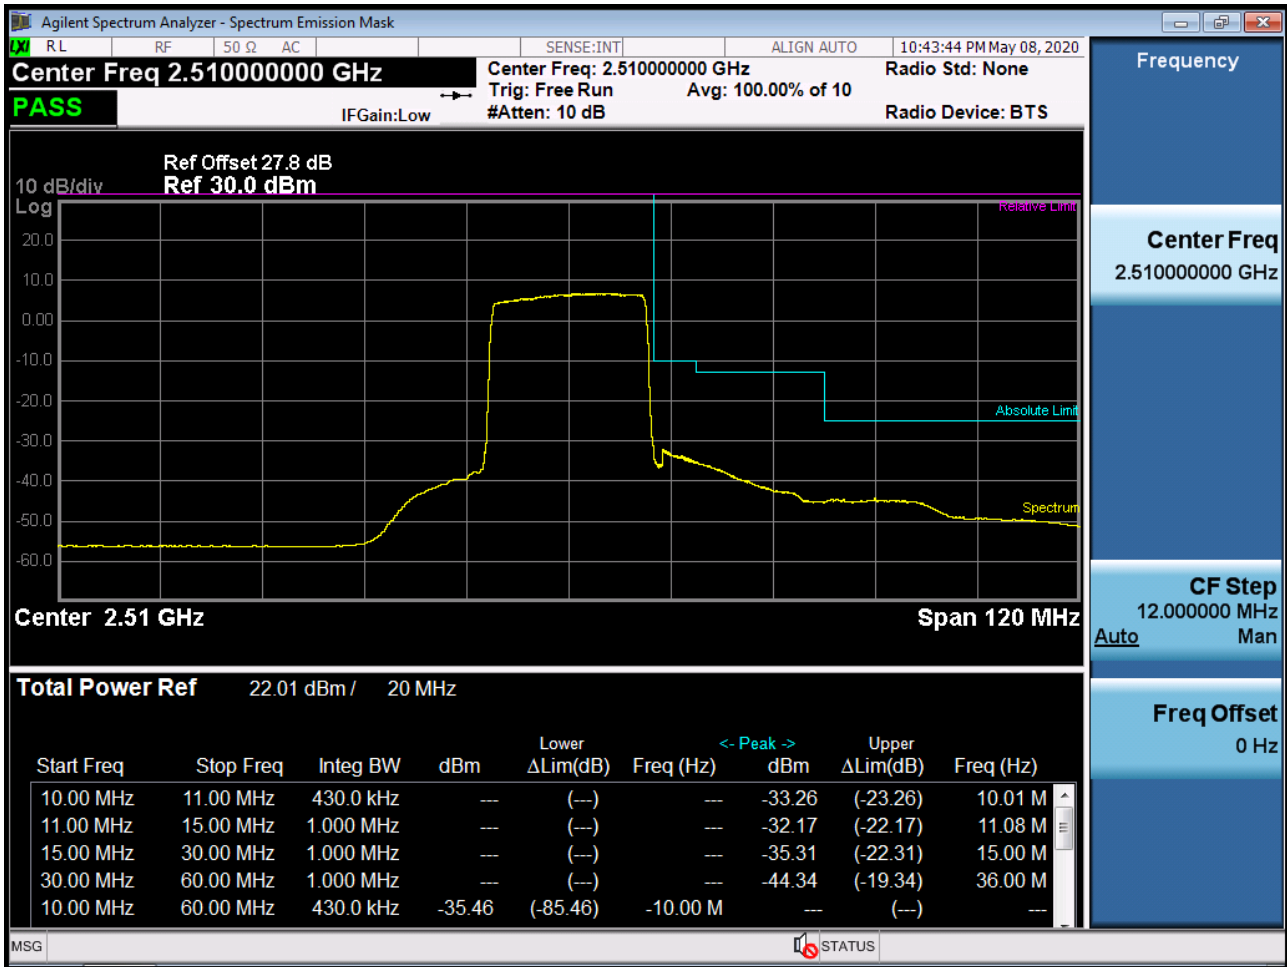 Agilent Spectrum Analyzer - Spectrum Emission Mask
LXI RL RF 50 Ω AC SENSE:INT ALIGN AUTO 10:43:44 PM May 08, 2020
Center Freq 2.510000000 GHz
PASS
IFGain:Low
Center Freq: 2.510000000 GHz
Trig: Free Run Avg: 100.00% of 10
#Atten: 10 dB
Radio Std: None
Radio Device: BTS
Ref Offset 27.8 dB
10 dB/div Ref 30.0 dBm
Log
Relative Limit
20.0
10.0
0.00
-10.0
-20.0
Absolute Limit
-30.0
-40.0
-50.0
Spectrum
-60.0
Center 2.51 GHz Span 120 MHz
Total Power Ref 22.01 dBm / 20 MHz
Lower <- Peak -> Upper
Start Freq Stop Freq Integ BW dBm ΔLim(dB) Freq (Hz) dBm ΔLim(dB) Freq (Hz)
10.00 MHz 11.00 MHz 430.0 kHz --- (---) --- -33.26 (-23.26) 10.01 M
11.00 MHz 15.00 MHz 1.000 MHz --- (---) --- -32.17 (-22.17) 11.08 M
15.00 MHz 30.00 MHz 1.000 MHz --- (---) --- -35.31 (-22.31) 15.00 M
30.00 MHz 60.00 MHz 1.000 MHz --- (---) --- -44.34 (-19.34) 36.00 M
10.00 MHz 60.00 MHz 430.0 kHz -35.46 (-85.46) -10.00 M --- (---) ---
MSG STATUS
Frequency
Center Freq
2.510000000 GHz
CF Step
12.000000 MHz
Auto Man
Freq Offset
0 Hz